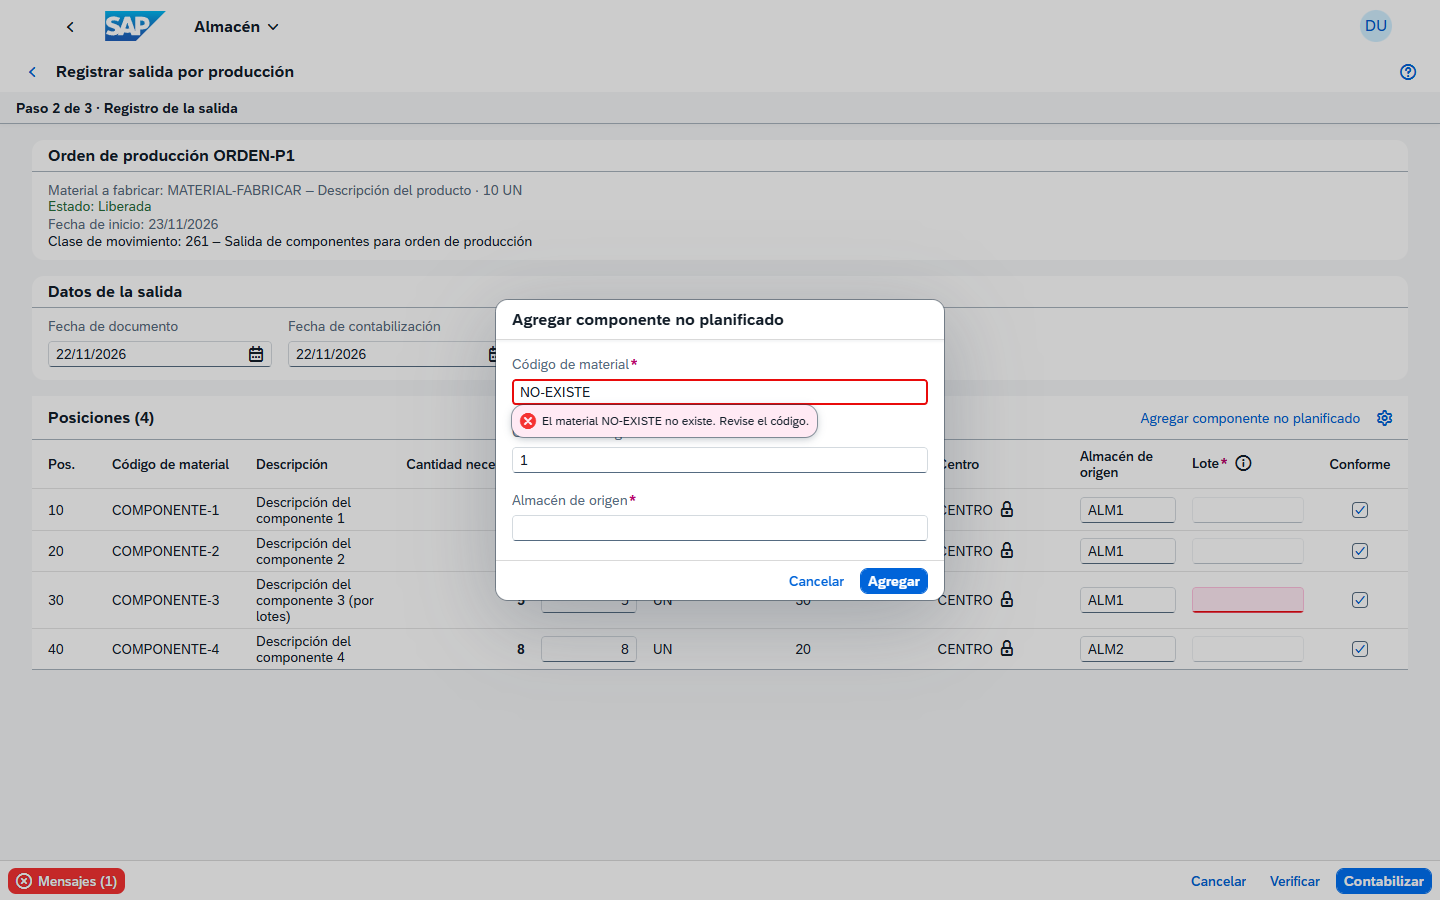 SAP
Almacén
DU
Registrar salida por producción
Paso 2 de 3 · Registro de la salida
Orden de producción ORDEN-P1
Material a fabricar: MATERIAL-FABRICAR – Descripción del producto · 10 UN
Estado: Liberada
Fecha de inicio: 23/11/2026
Clase de movimiento: 261 – Salida de componentes para orden de producción
Datos de la salida
Fecha de documento
Fecha de contabilización
22/11/2026
22/11/2026
Agregar componente no planificado
Código de material*
NO-EXISTE
El material NO-EXISTE no existe. Revise el código.
1
Almacén de origen*
Cancelar
Agregar
Posiciones (4)
Agregar componente no planificado
Pos.
Código de material
Descripción
Cantidad nece
entro
Almacén de origen
Lote*
Conforme
10
COMPONENTE-1
Descripción del componente 1
CENTRO
ALM1
20
COMPONENTE-2
Descripción del componente 2
CENTRO
ALM1
30
COMPONENTE-3
Descripción del componente 3 (por lotes)
5
5
UN
30
CENTRO
ALM1
40
COMPONENTE-4
Descripción del componente 4
8
8
UN
20
CENTRO
ALM2
Mensajes (1)
Cancelar
Verificar
Contabilizar